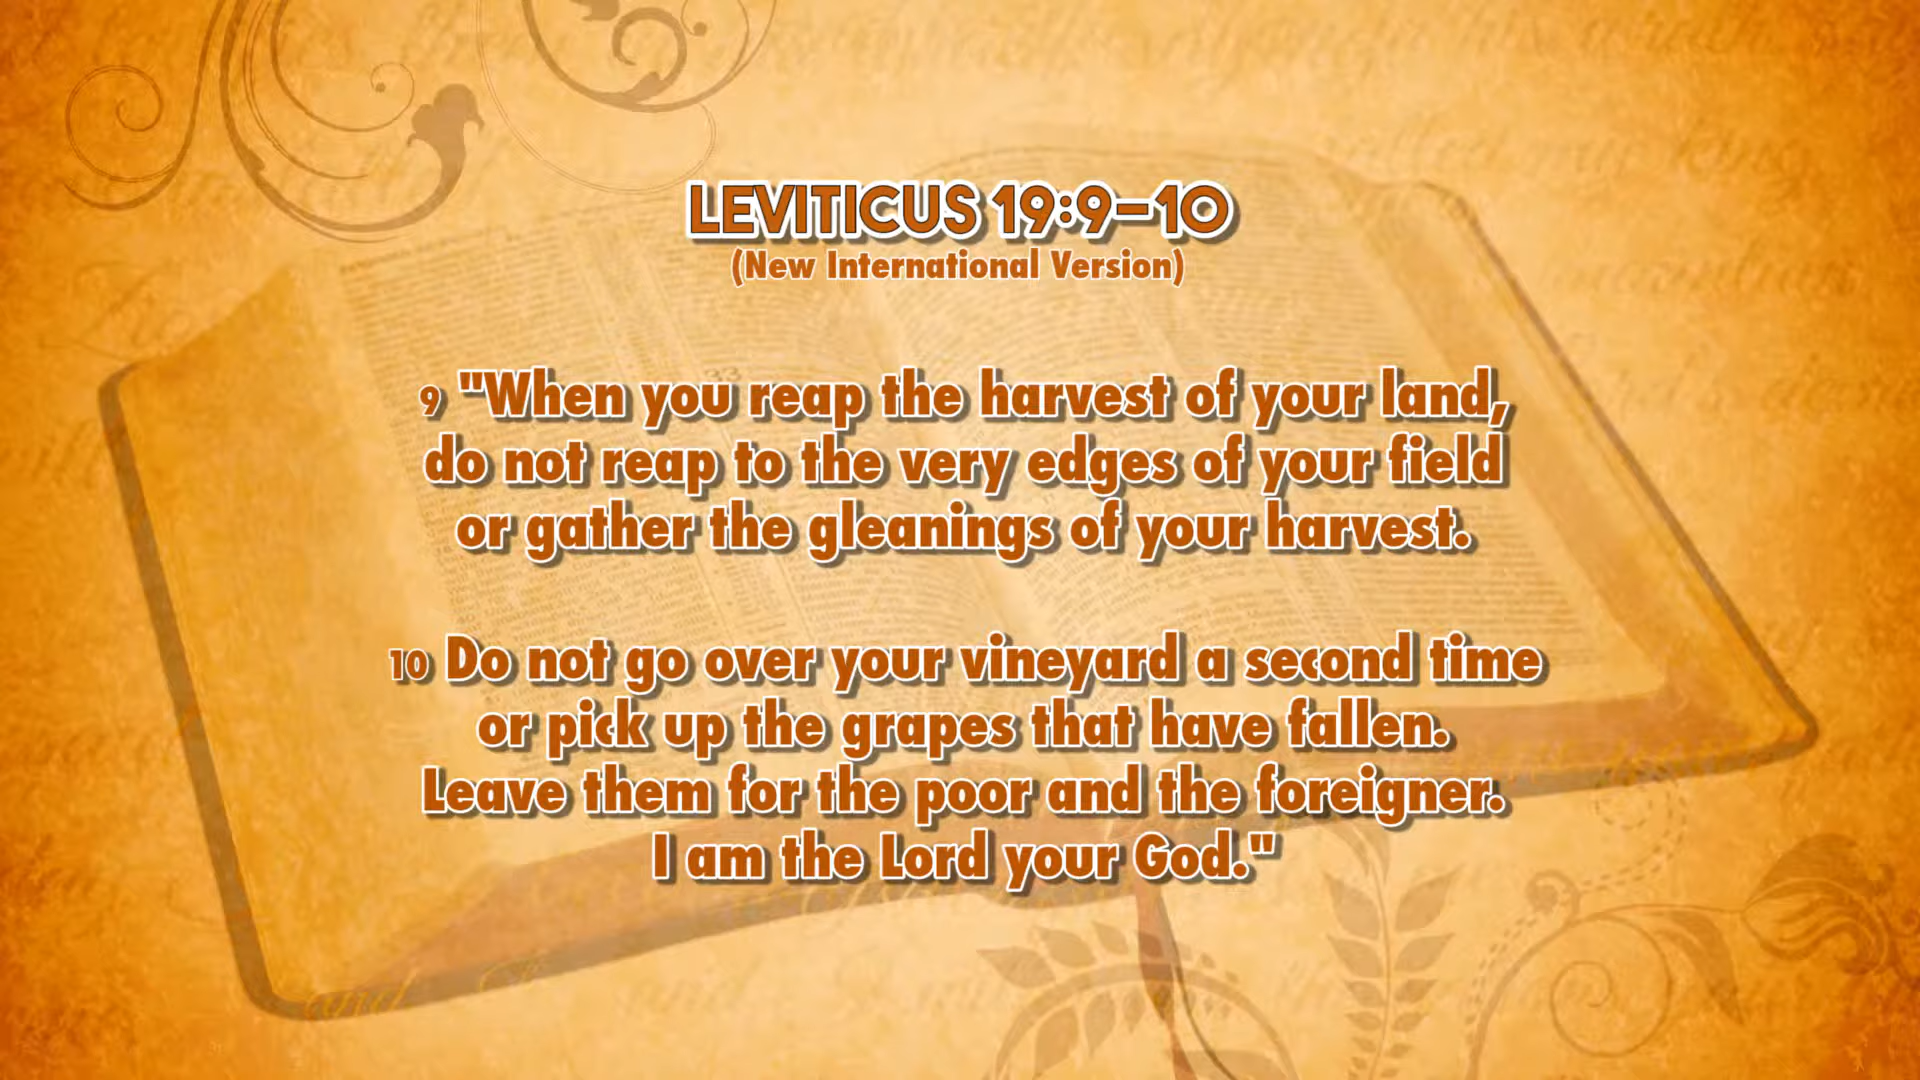 LEVITICUS 19:9–10
(New International Version)
9 "When you reap the harvest of your land,
do not reap to the very edges of your field
or gather the gleanings of your harvest.
10 Do not go over your vineyard a second time
or pick up the grapes that have fallen.
Leave them for the poor and the foreigner.
I am the Lord your God."